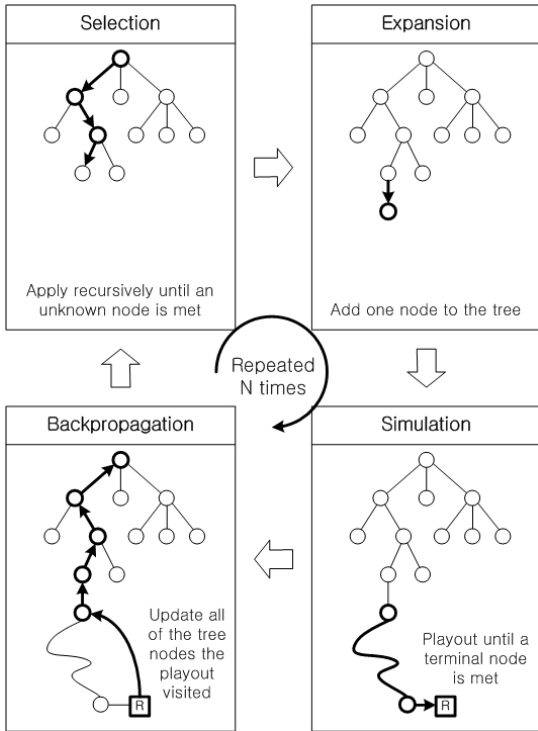 Selection
Apply recursively until an
unknown node is met
Expansion
Add one node to the tree
Repeated
N times
Backpropagation
Update all
of the tree
nodes the
playout
visited
R
Simulation
Playout until a
terminal node
is met
R